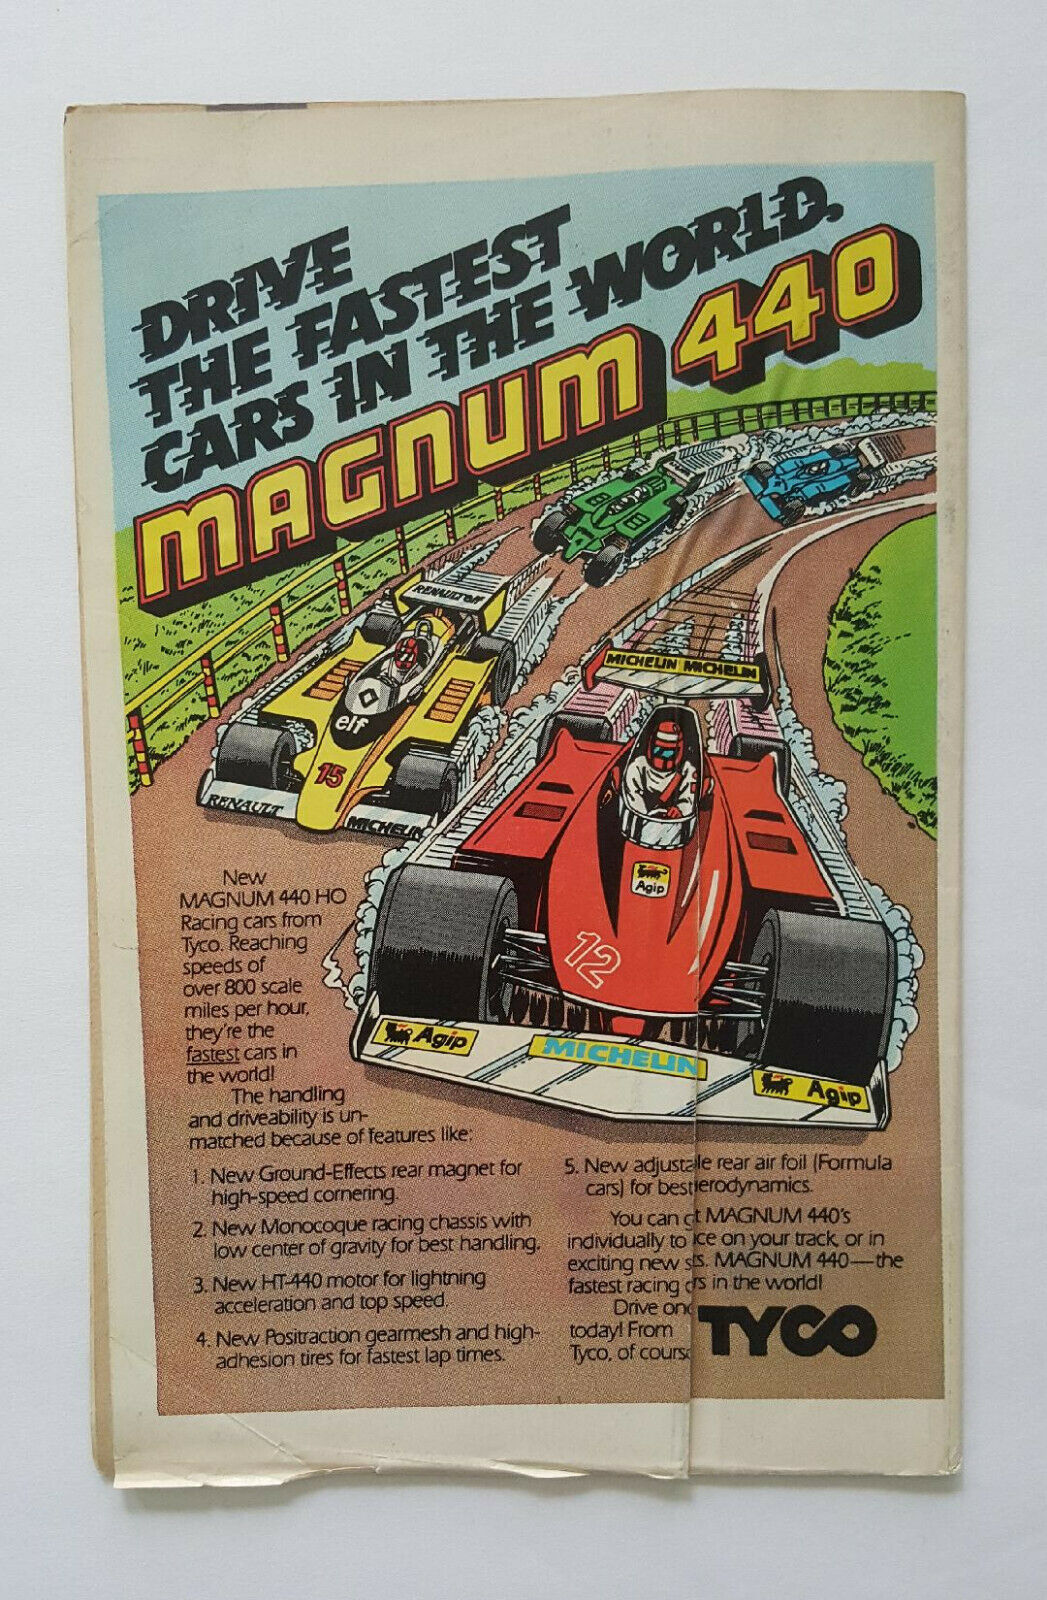 DRIVE
THE FASTEST
CARS IN THE WORLD.
MAGNUM 440
RENAULT elf
MICHELIN MICHELIN
elf
15
RENAULT
MICHELIN
Agip
12
Agip
MICHELIN
Agip
New
MAGNUM 440 HO
Racing cars from
Tyco. Reaching
speeds of
over 800 scale
miles per hour,
they're the
fastest cars in
the world!
The handling
and driveability is un-
matched because of features like:
1. New Ground-Effects rear magnet for
high-speed cornering.
2. New Monocoque racing chassis with
low center of gravity for best handling.
3. New HT-440 motor for lightning
acceleration and top speed.
4. New Positraction gearmesh and high-
adhesion tires for fastest lap times.
5. New adjusta le rear air foil (Formula
cars) for best erodynamics.
You can g t MAGNUM 440's
individually to ice on your track, or in
exciting new s s. MAGNUM 440—the
fastest racing c rs in the world!
Drive one
today! From
Tyco, of cours
TYCO